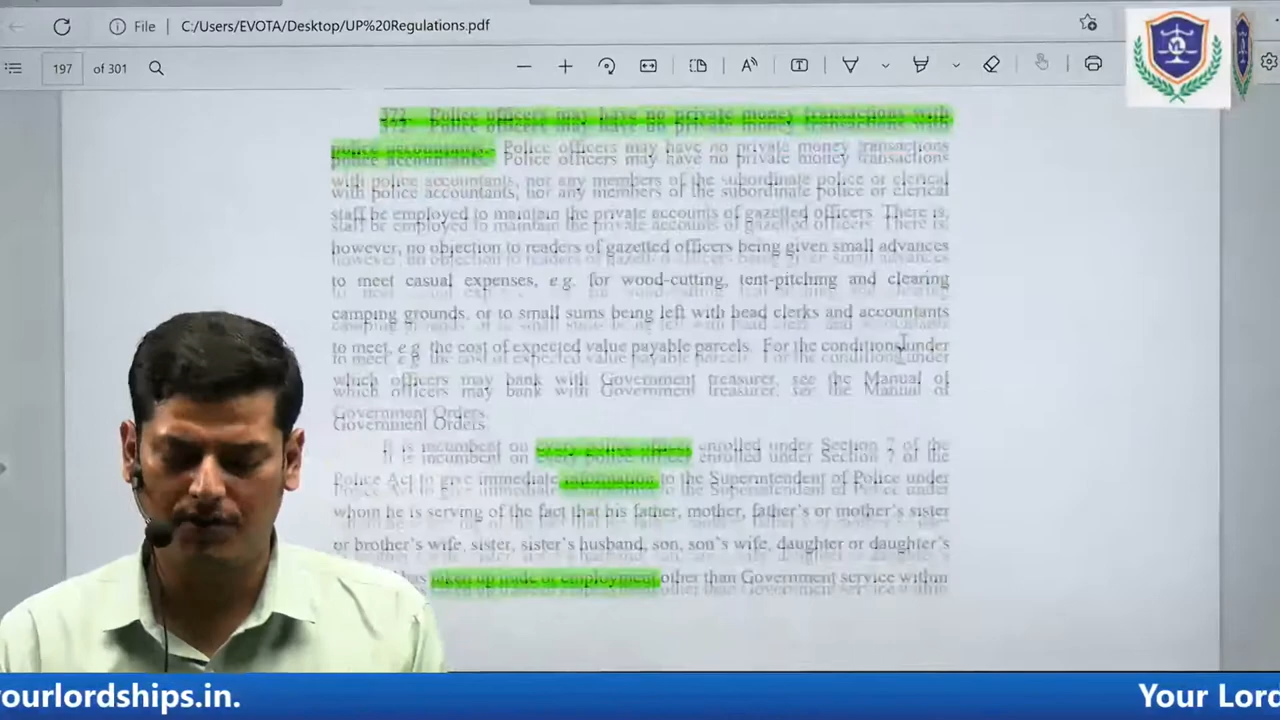 File
C:/Users/EVOTA/Desktop/UP%20Regulations.pdf
197 of 301
372. Police officers may have no private money transactions with
police accountants. Police officers may have no private money transactions
with police accountants, nor any members of the subordinate police or clerical
staff be employed to maintain the private accounts of gazetted officers. There is,
however, no objection to readers of gazetted officers being given small advances
to meet casual expenses, e.g. for wood-cutting, tent-pitching and clearing
camping grounds, or to small sums being left with head clerks and accountants
to meet, e.g. the cost of expected value payable parcels. For the conditions under
which officers may bank with Government treasurer, see the Manual of
Government Orders.
It is incumbent on every police officer enrolled under Section 7 of the
Police Act to give immediate information to the Superintendent of Police under
whom he is serving of the fact that his father, mother, father's or mother's sister
or brother's wife, sister, sister's husband, son, son's wife, daughter or daughter's
has taken up trade or employment other than Government service within
yourlordships.in.
Your Lord